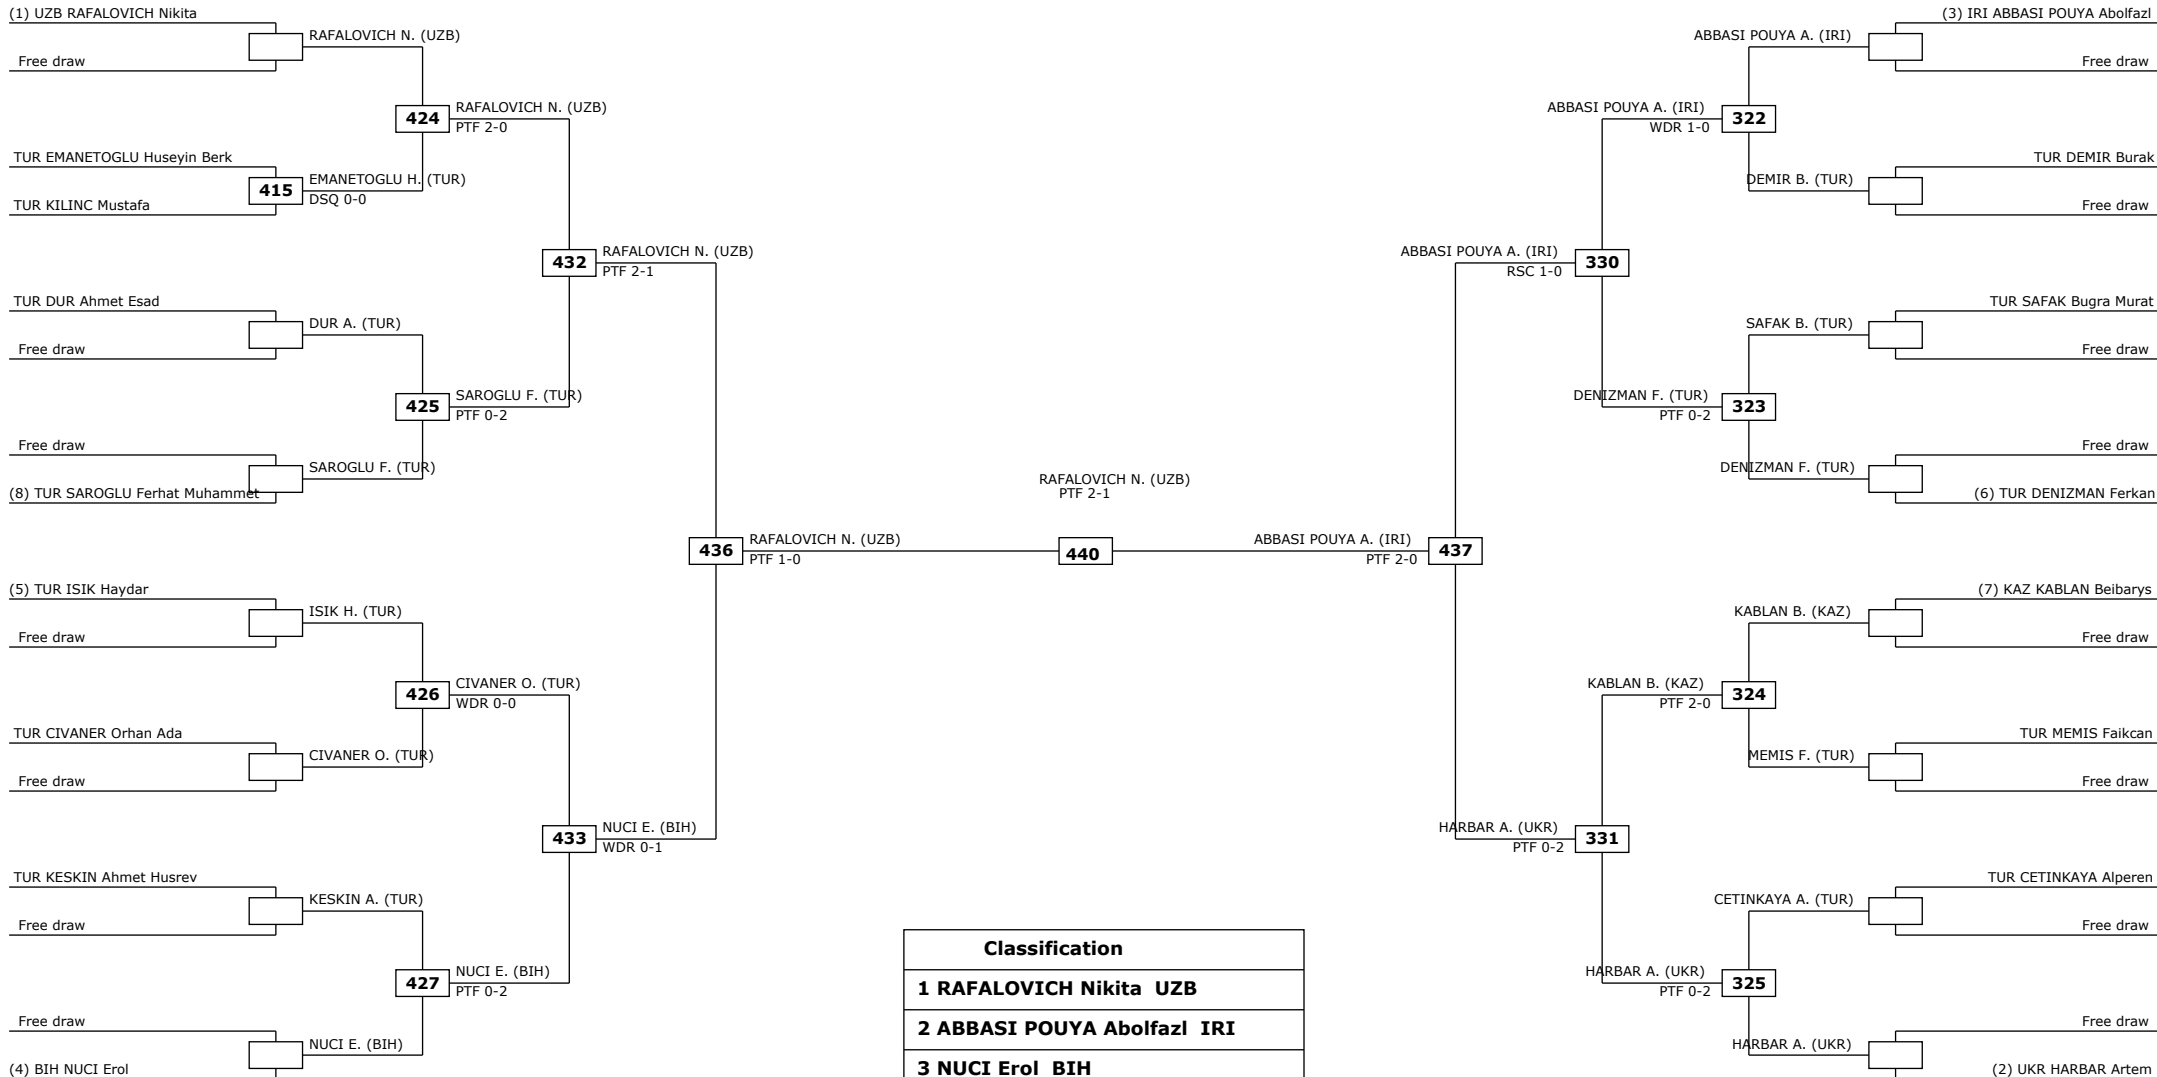 (1) UZB RAFALOVICH Nikita
RAFALOVICH N. (UZB)
Free draw
424
RAFALOVICH N. (UZB)
PTF 2-0
TUR EMANETOGLU Huseyin Berk
415
EMANETOGLU H. (TUR)
DSQ 0-0
TUR KILINC Mustafa
432
RAFALOVICH N. (UZB)
PTF 2-1
TUR DUR Ahmet Esad
DUR A. (TUR)
Free draw
425
SAROGLU F. (TUR)
PTF 0-2
Free draw
SAROGLU F. (TUR)
(8) TUR SAROGLU Ferhat Muhammet
436
RAFALOVICH N. (UZB)
PTF 1-0
(5) TUR ISIK Haydar
ISIK H. (TUR)
Free draw
426
CIVANER O. (TUR)
WDR 0-0
TUR CIVANER Orhan Ada
CIVANER O. (TUR)
Free draw
433
NUCI E. (BIH)
WDR 0-1
TUR KESKIN Ahmet Husrev
KESKIN A. (TUR)
Free draw
427
NUCI E. (BIH)
PTF 0-2
Free draw
NUCI E. (BIH)
(4) BIH NUCI Erol
RAFALOVICH N. (UZB)
PTF 2-1
440
(3) IRI ABBASI POUYA Abolfazl
ABBASI POUYA A. (IRI)
Free draw
ABBASI POUYA A. (IRI)
WDR 1-0
322
TUR DEMIR Burak
DEMIR B. (TUR)
Free draw
ABBASI POUYA A. (IRI)
RSC 1-0
330
TUR SAFAK Bugra Murat
SAFAK B. (TUR)
Free draw
DENIZMAN F. (TUR)
PTF 0-2
323
Free draw
DENIZMAN F. (TUR)
(6) TUR DENIZMAN Ferkan
ABBASI POUYA A. (IRI)
PTF 2-0
437
(7) KAZ KABLAN Beibarys
KABLAN B. (KAZ)
Free draw
KABLAN B. (KAZ)
PTF 2-0
324
TUR MEMIS Faikcan
MEMIS F. (TUR)
Free draw
HARBAR A. (UKR)
PTF 0-2
331
TUR CETINKAYA Alperen
CETINKAYA A. (TUR)
Free draw
HARBAR A. (UKR)
PTF 0-2
325
Free draw
HARBAR A. (UKR)
(2) UKR HARBAR Artem
Classification
1 RAFALOVICH Nikita UZB
2 ABBASI POUYA Abolfazl IRI
3 NUCI Erol BIH